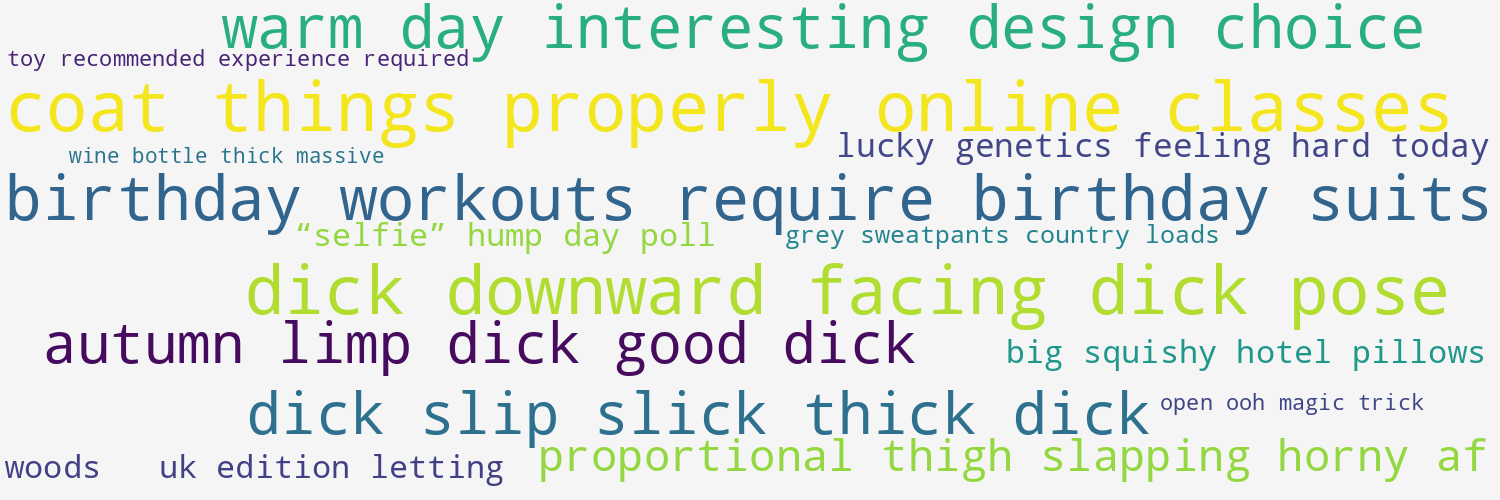 warm day interesting design choice
toy recommended experience required
coat things properly online classes
lucky genetics feeling hard today
wine bottle thick massive
birthday workouts require birthday suits
“selfie” hump day poll
grey sweatpants country loads
dick downward facing dick pose
autumn limp dick good dick
big squishy hotel pillows
dick slip slick thick dick
open ooh magic trick
proportional thigh slapping horny af
woods uk edition letting